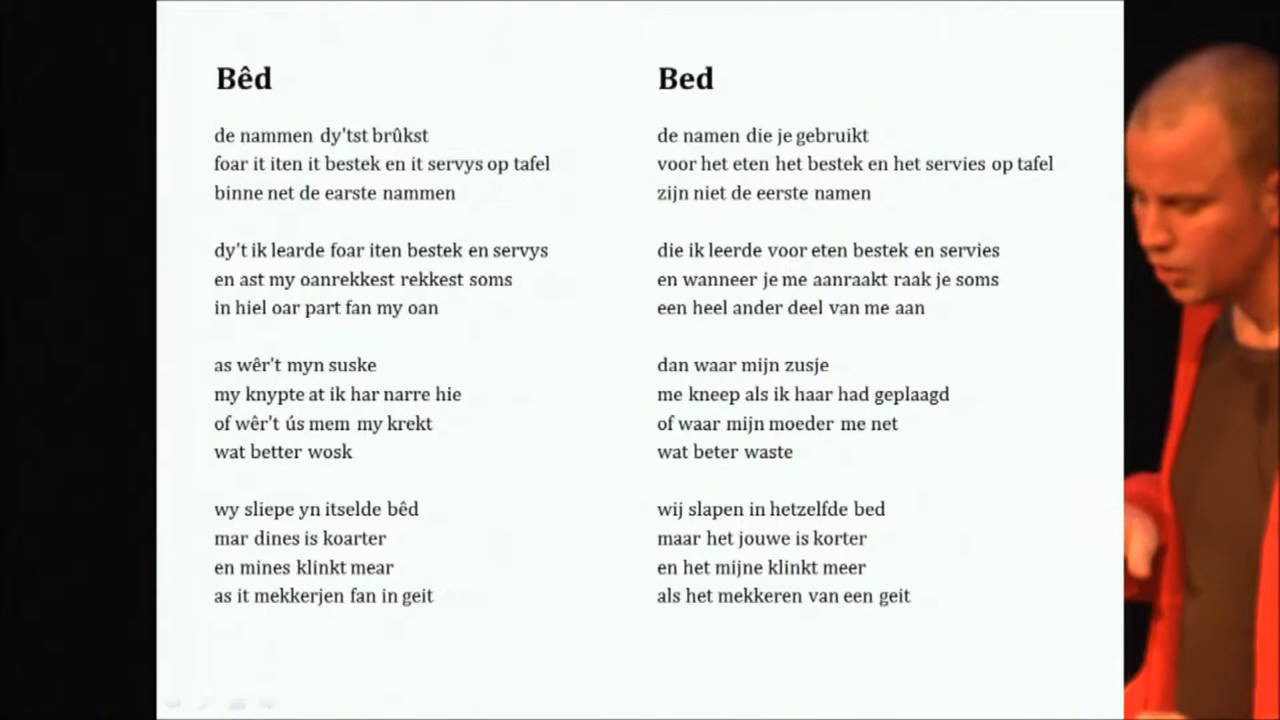 Bêd
de nammen dy'tst brûkst
foar it iten it bestek en it servys op tafel
binne net de earste nammen
dy't ik learde foar iten bestek en servys
en ast my oanrekkest rekkest soms
in hiel oar part fan my oan
as wêr't myn suske
my knypte at ik har narre hie
of wêr't ús mem my krekt
wat better wosk
wy sliepe yn itselde bêd
mar dines is koarter
en mines klinkt mear
as it mekkerjen fan in geit
Bed
de namen die je gebruikt
voor het eten het bestek en het servies op tafel
zijn niet de eerste namen
die ik leerde voor eten bestek en servies
en wanneer je me aanraakt raak je soms
een heel ander deel van me aan
dan waar mijn zusje
me kneep als ik haar had geplaagd
of waar mijn moeder me net
wat beter waste
wij slapen in hetzelfde bed
maar het jouwe is korter
en het mijne klinkt meer
als het mekkeren van een geit